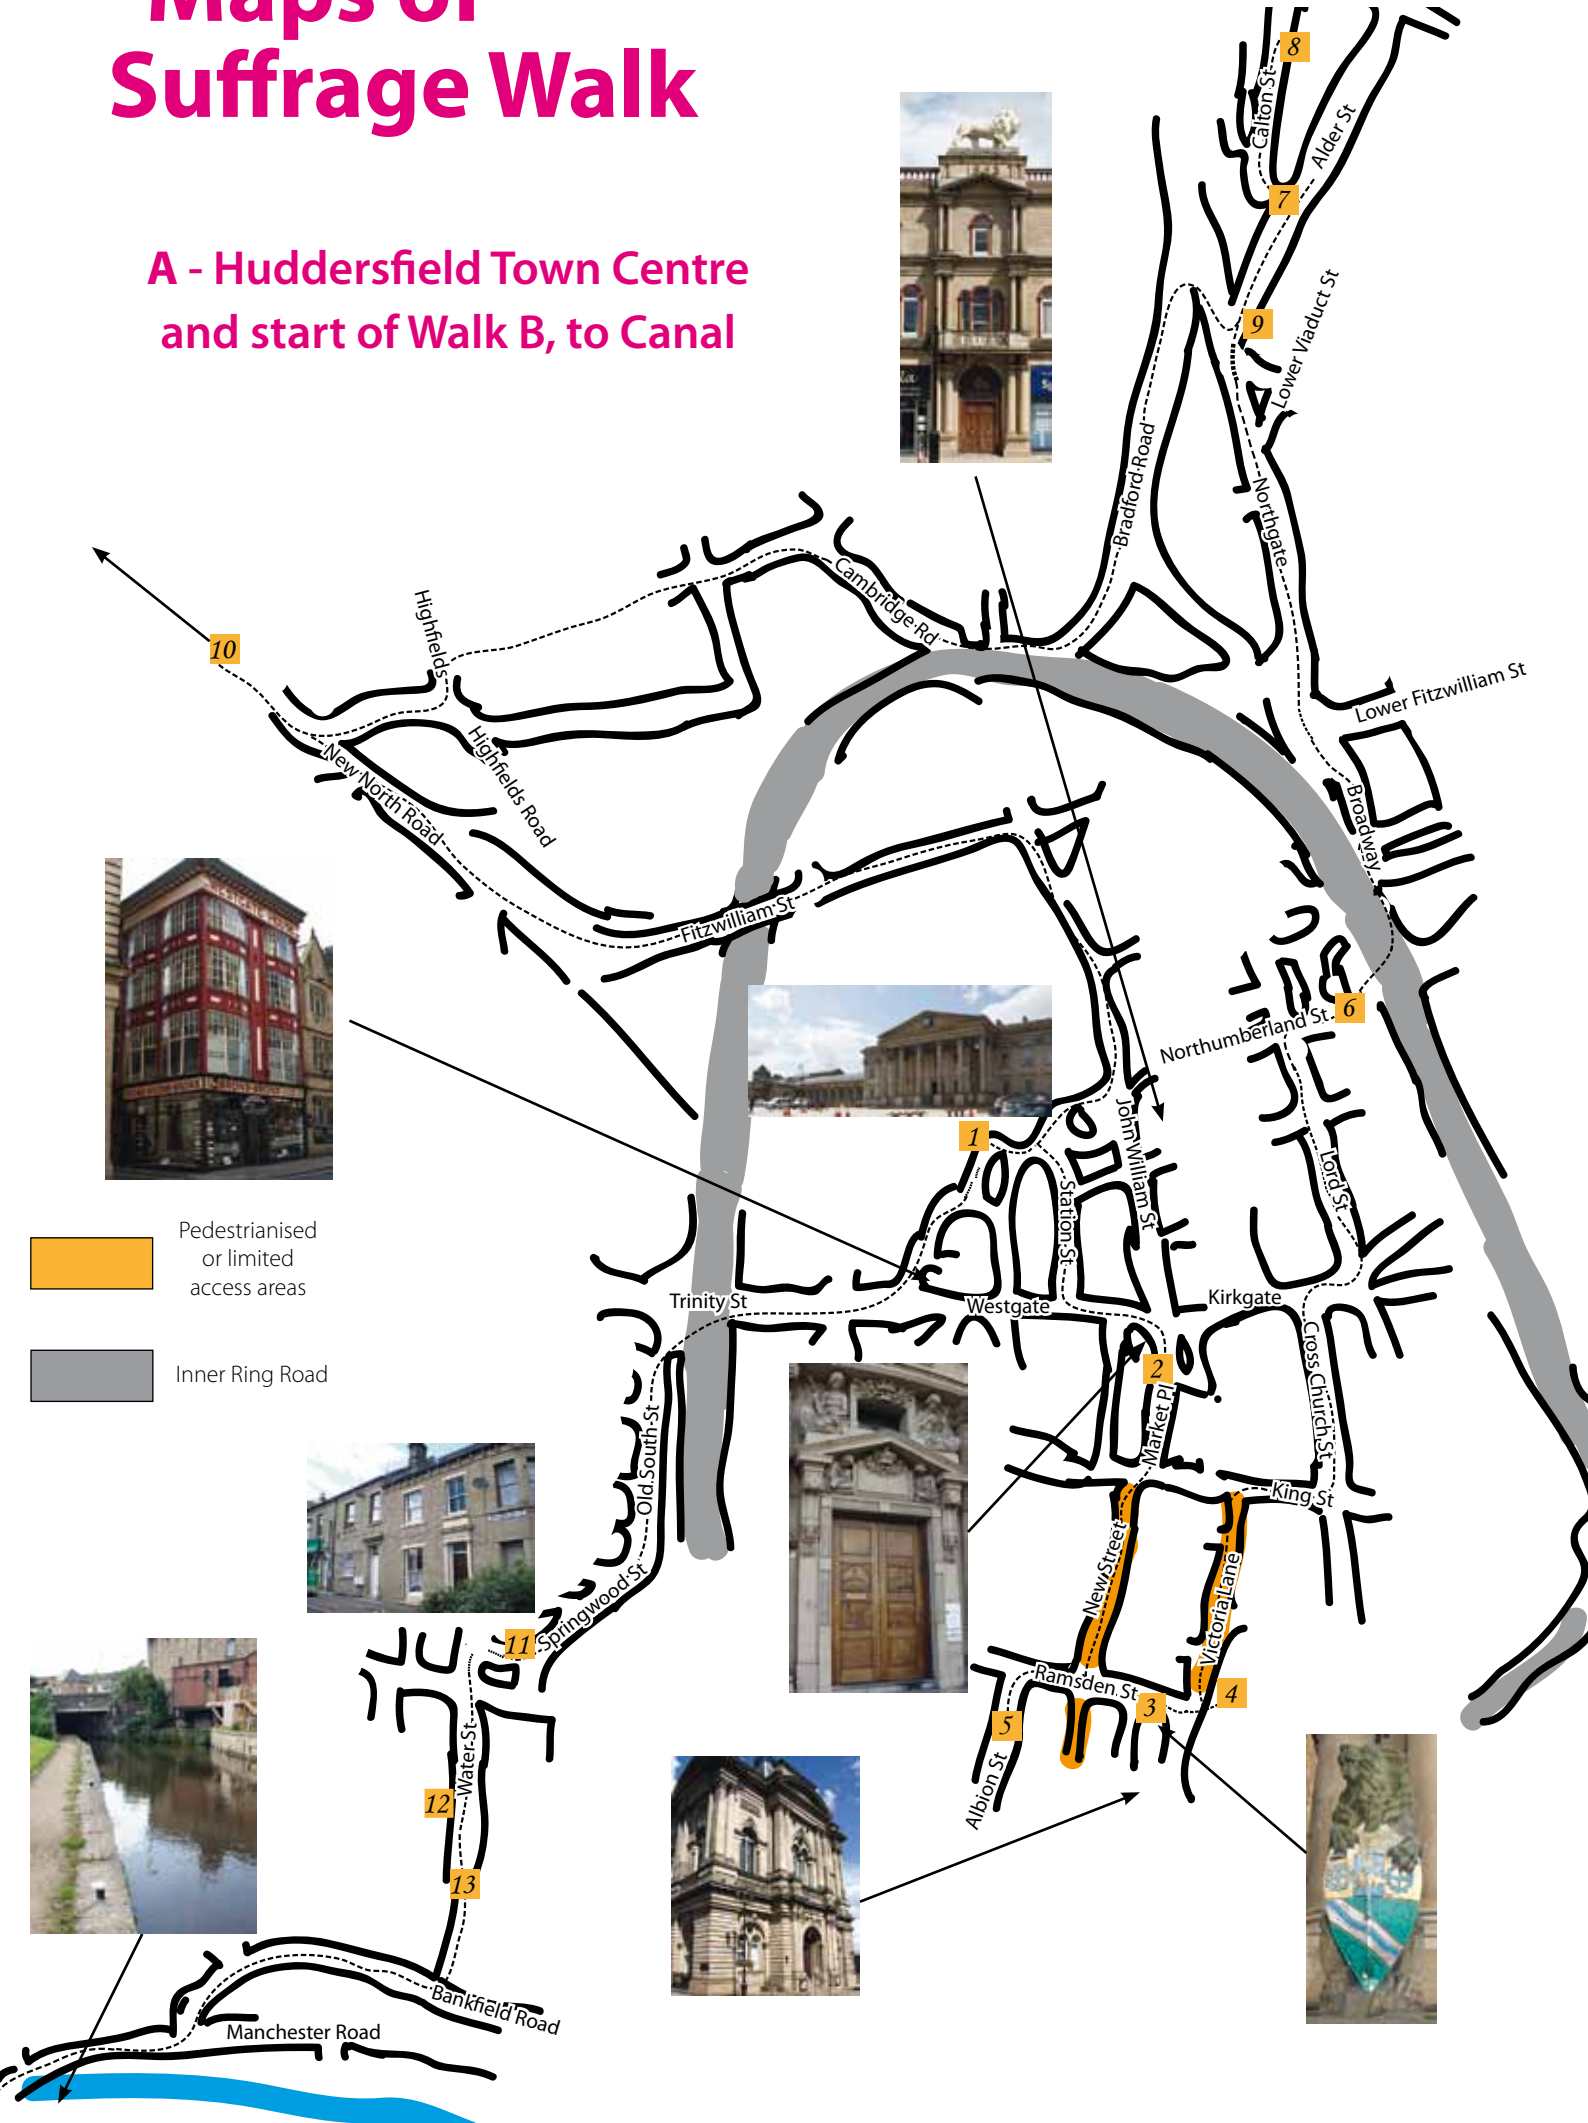 Maps of
Suffrage Walk
A - Huddersfield Town Centre
and start of Walk B, to Canal
8
Calton St
Alder St
7
9
Lower Viaduct St
Bradford Road
Northgate
Cambridge Rd
Highfields
10
Lower Fitzwilliam St
New North Road
Highfields Road
Broadway
Fitzwilliam St
6
Northumberland St
1
John William St
Station St
Lord St
Pedestrianised
or limited
access areas
Trinity St
Westgate
Kirkgate
Inner Ring Road
2
Market Pl
Cross Church St
Old South St
King St
New Street
Victoria Lane
Springwood St
11
Ramsden St
3
4
5
Albion St
Water St
12
13
Bankfield Road
Manchester Road